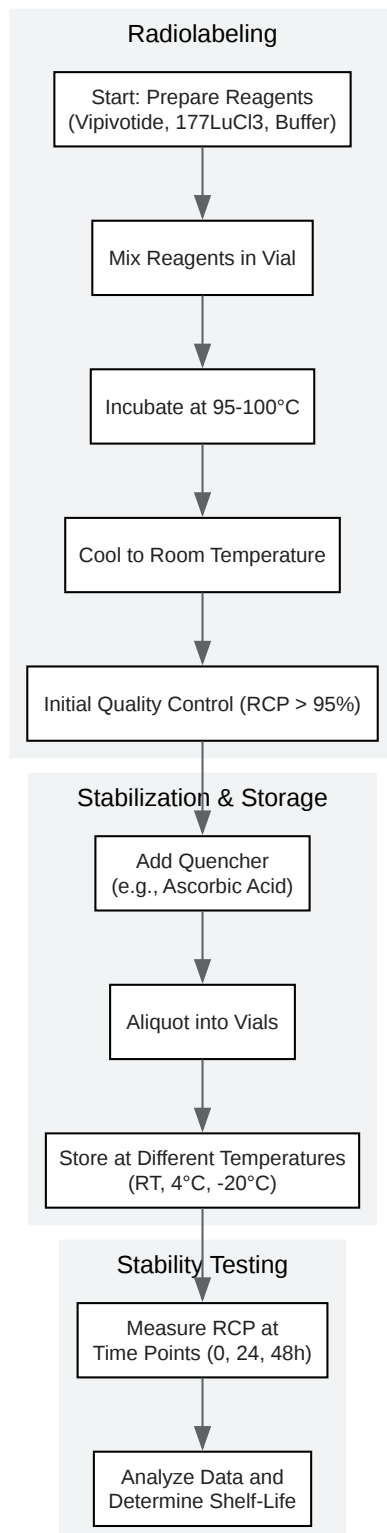 Radiolabeling
Start: Prepare Reagents
(Vipivotide, 177LuCl3, Buffer)
Mix Reagents in Vial
Incubate at 95-100°C
Cool to Room Temperature
Initial Quality Control (RCP > 95%)
Stabilization & Storage
Add Quencher
(e.g., Ascorbic Acid)
Aliquot into Vials
Store at Different Temperatures
(RT, 4°C, -20°C)
Stability Testing
Measure RCP at
Time Points (0, 24, 48h)
Analyze Data and
Determine Shelf-Life